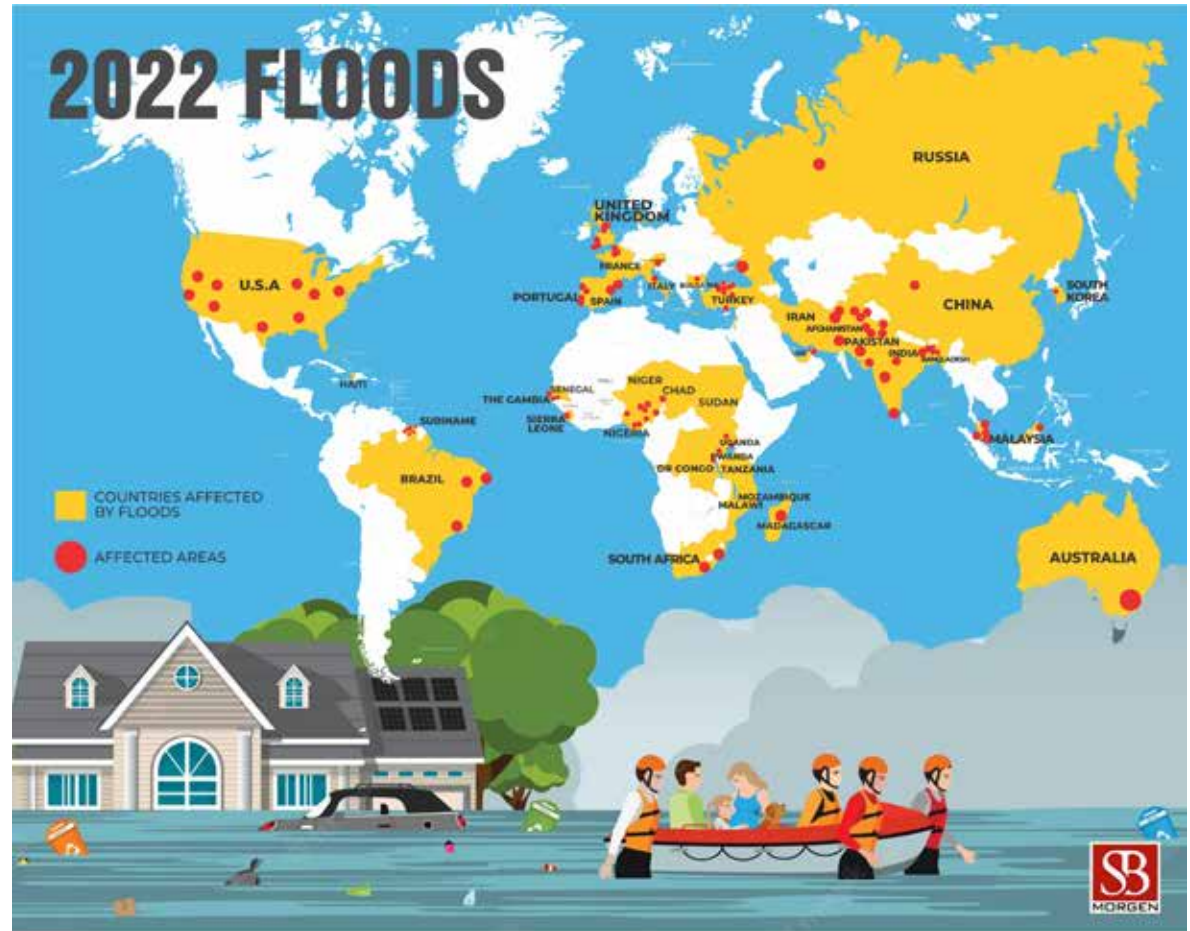 2022 FLOODS
RUSSIA
UNITED
KINGDOM
FRANCE
U.S.A
ITALY
PORTUGAL
SPAIN
TURKEY
CHINA
SOUTH
KOREA
IRAN
AFGHANISTAN
PAKISTAN
INDIA
BANGLADESH
HAITI
NIGER
SENEGAL
CHAD
THE GAMBIA
SUDAN
SIERRA
LEONE
SURINAME
NIGERIA
MALAYSIA
UGANDA
RWANDA
DR CONGO
TANZANIA
BRAZIL
MOZAMBIQUE
MALAWI
MADAGASCAR
COUNTRIES AFFECTED
BY FLOODS
AFFECTED AREAS
SOUTH AFRICA
AUSTRALIA
SB
MORGEN